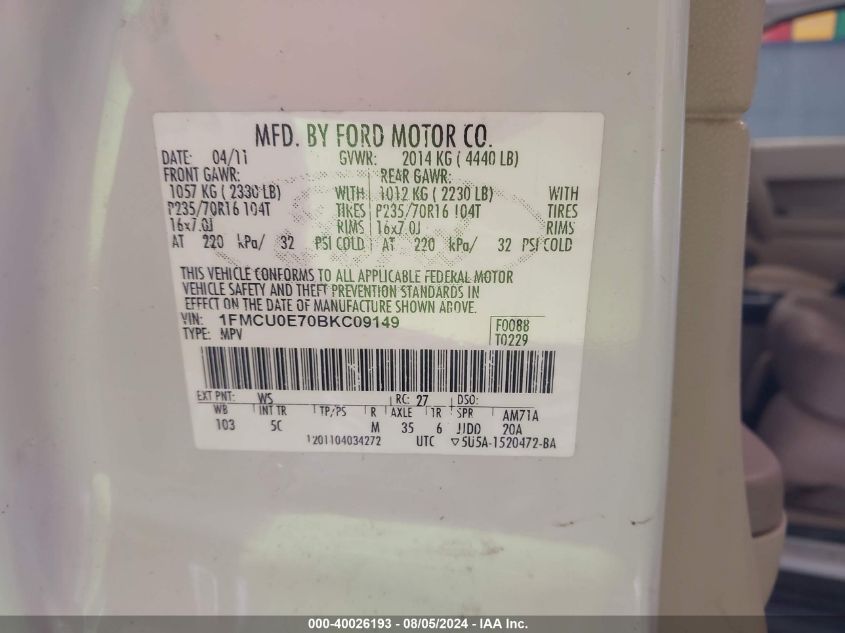 MFD. BY FORD MOTOR CO.
DATE: 04/11 GVWR: 2014 KG ( 4440 LB)
FRONT GAWR: REAR GAWR:
1057 KG ( 2330 LB) WITH 1012 KG ( 2230 LB) WITH
P235/70R16 104T TIRES P235/70R16 104T TIRES
16x7.0J RIMS 16x7.0J RIMS
AT 220 kPa/ 32 PSI COLD AT 220 kPa/ 32 PSI COLD
THIS VEHICLE CONFORMS TO ALL APPLICABLE FEDERAL MOTOR
VEHICLE SAFETY AND THEFT PREVENTION STANDARDS IN
EFFECT ON THE DATE OF MANUFACTURE SHOWN ABOVE.
VIN: 1FMCU0E70BKC09149 F0088
TYPE: MPV T0229
EXT PNT: WS RC: 27 DSO:
WB INT TR TP/PS R AXLE TR SPR AM71A
103 5C M 35 6 JJDD 20A
1201104034272 UTC ▽5U5A-1520472-BA
000-40026193 - 08/05/2024 - IAA Inc.